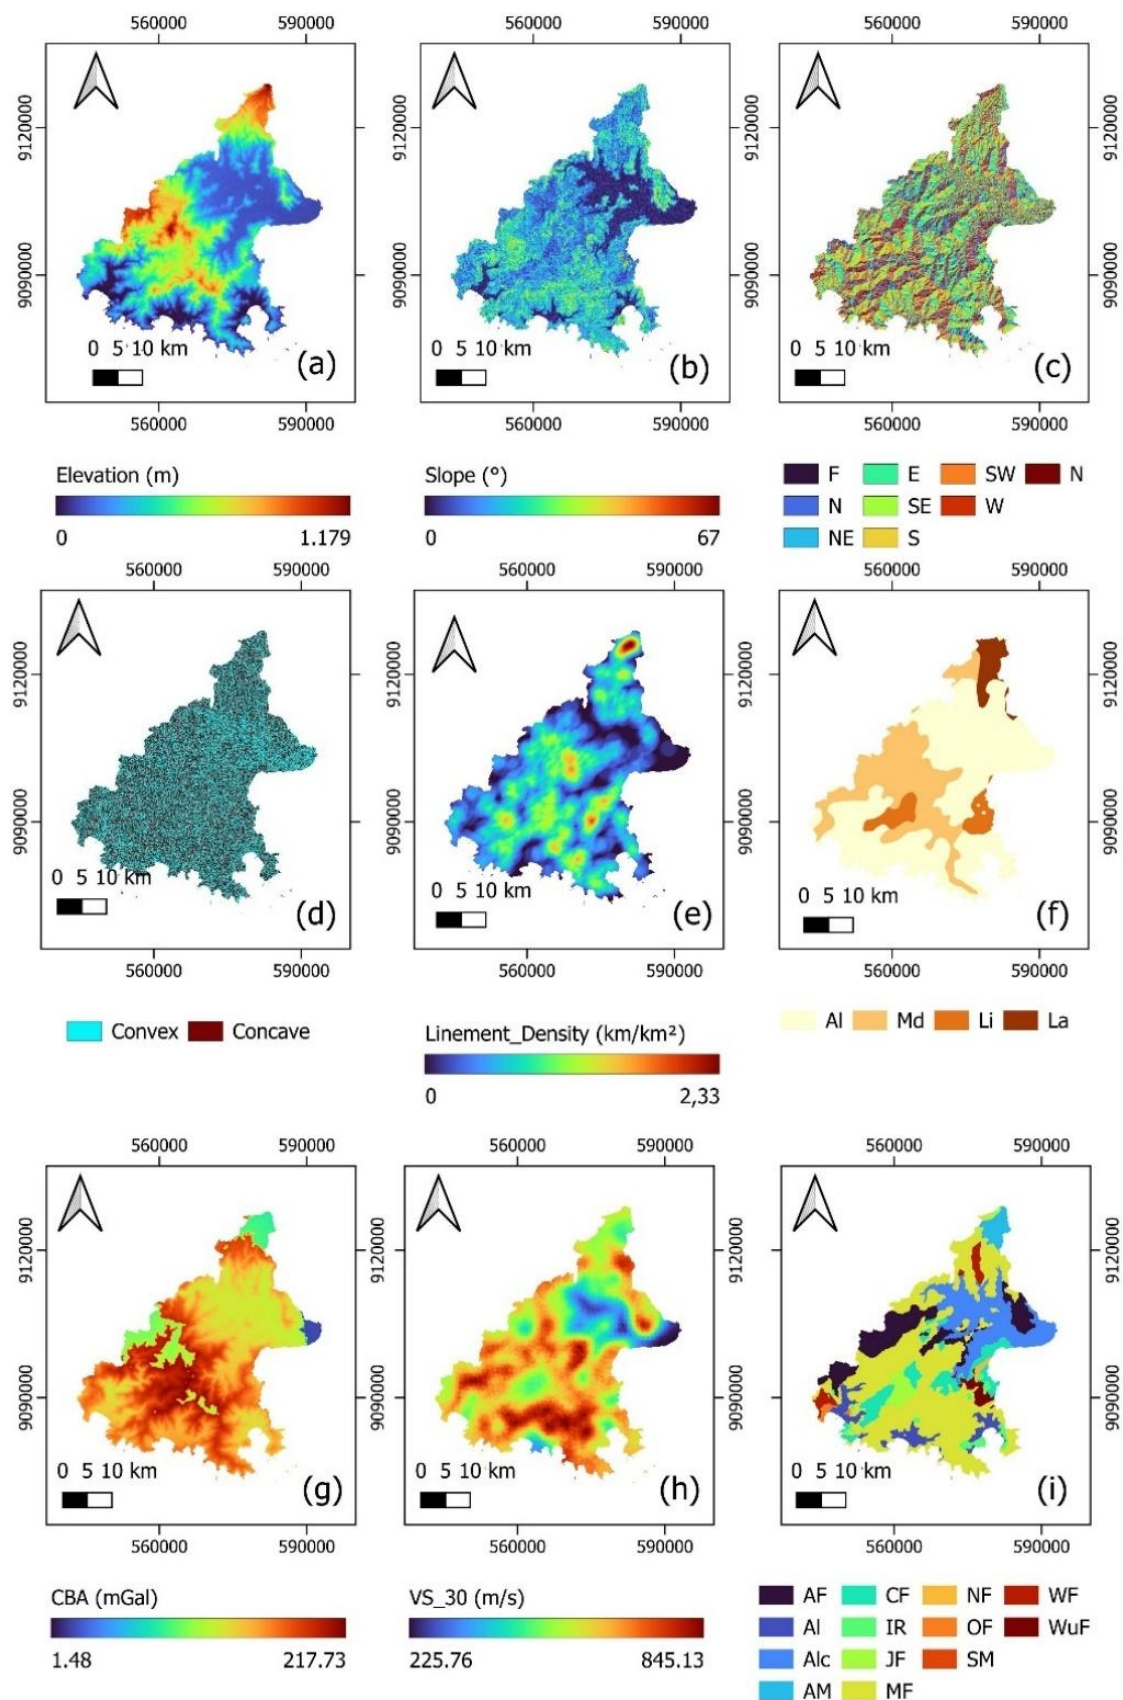 560000 590000 560000 590000 560000 590000
9120000 9120000 9120000 9120000
9090000 9090000 9090000 9090000
0 5 10 km (a) 0 5 10 km (b) 0 5 10 km (c)
560000 590000 560000 590000 560000 590000
Elevation (m) Slope (°) F E SW N
N SE W
0 1.179 0 67 NE S
560000 590000 560000 590000 560000 590000
9120000 9120000 9120000 9120000
9090000 9090000 9090000 9090000
0 5 10 km (d) 0 5 10 km (e) 0 5 10 km (f)
560000 590000 560000 590000 560000 590000
Convex Concave Linement_Density (km/km²) Al Md Li La
0 2,33
560000 590000 560000 590000 560000 590000
9120000 9120000 9120000 9120000
9090000 9090000 9090000 9090000
0 5 10 km (g) 0 5 10 km (h) 0 5 10 km (i)
560000 590000 560000 590000 560000 590000
CBA (mGal) VS_30 (m/s) AF CF NF WF
Al IR OF WuF
1.48 217.73 225.76 845.13 Alc JF SM
AM MF